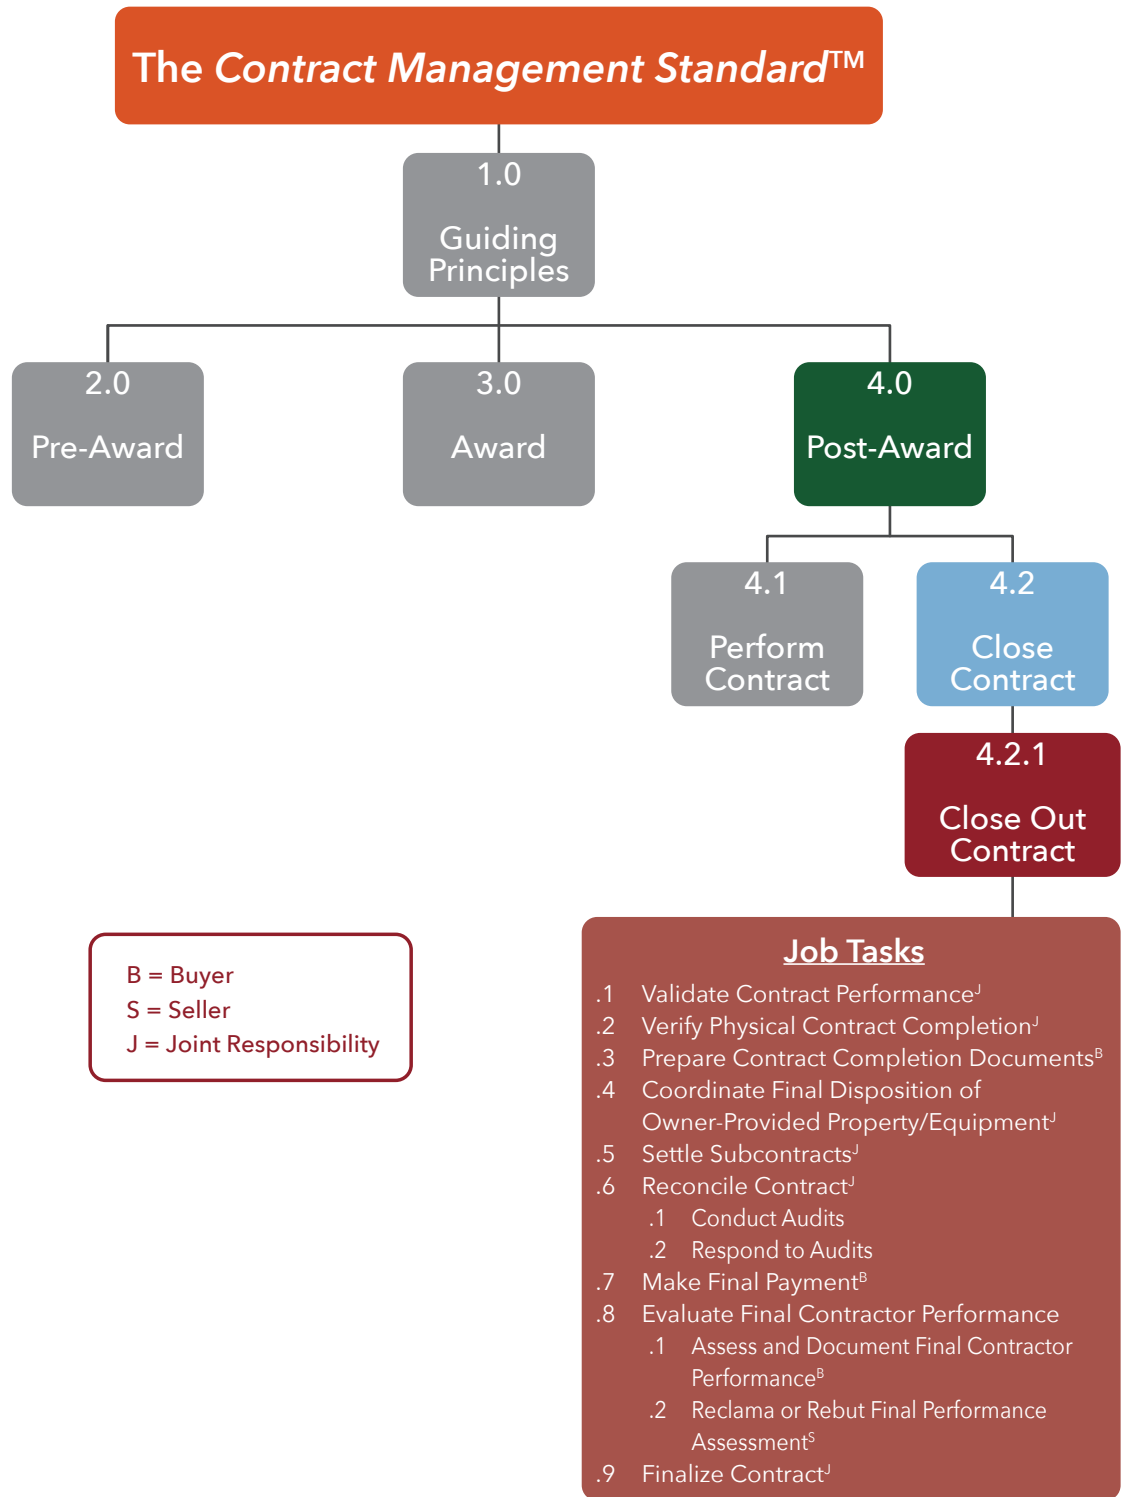 The Contract Management Standard™
1.0
Guiding
Principles
2.0
Pre-Award
3.0
Award
4.0
Post-Award
4.1
Perform
Contract
4.2
Close
Contract
4.2.1
Close Out
Contract
B = Buyer
S = Seller
J = Joint Responsibility
Job Tasks
.1 Validate Contract Performanceᴶ
.2 Verify Physical Contract Completionᴶ
.3 Prepare Contract Completion Documentsᴮ
.4 Coordinate Final Disposition of
Owner-Provided Property/Equipmentᴶ
.5 Settle Subcontractsᴶ
.6 Reconcile Contractᴶ
.1 Conduct Audits
.2 Respond to Audits
.7 Make Final Paymentᴮ
.8 Evaluate Final Contractor Performance
.1 Assess and Document Final Contractor
Performanceᴮ
.2 Reclama or Rebut Final Performance
Assessmentˢ
.9 Finalize Contractᴶ